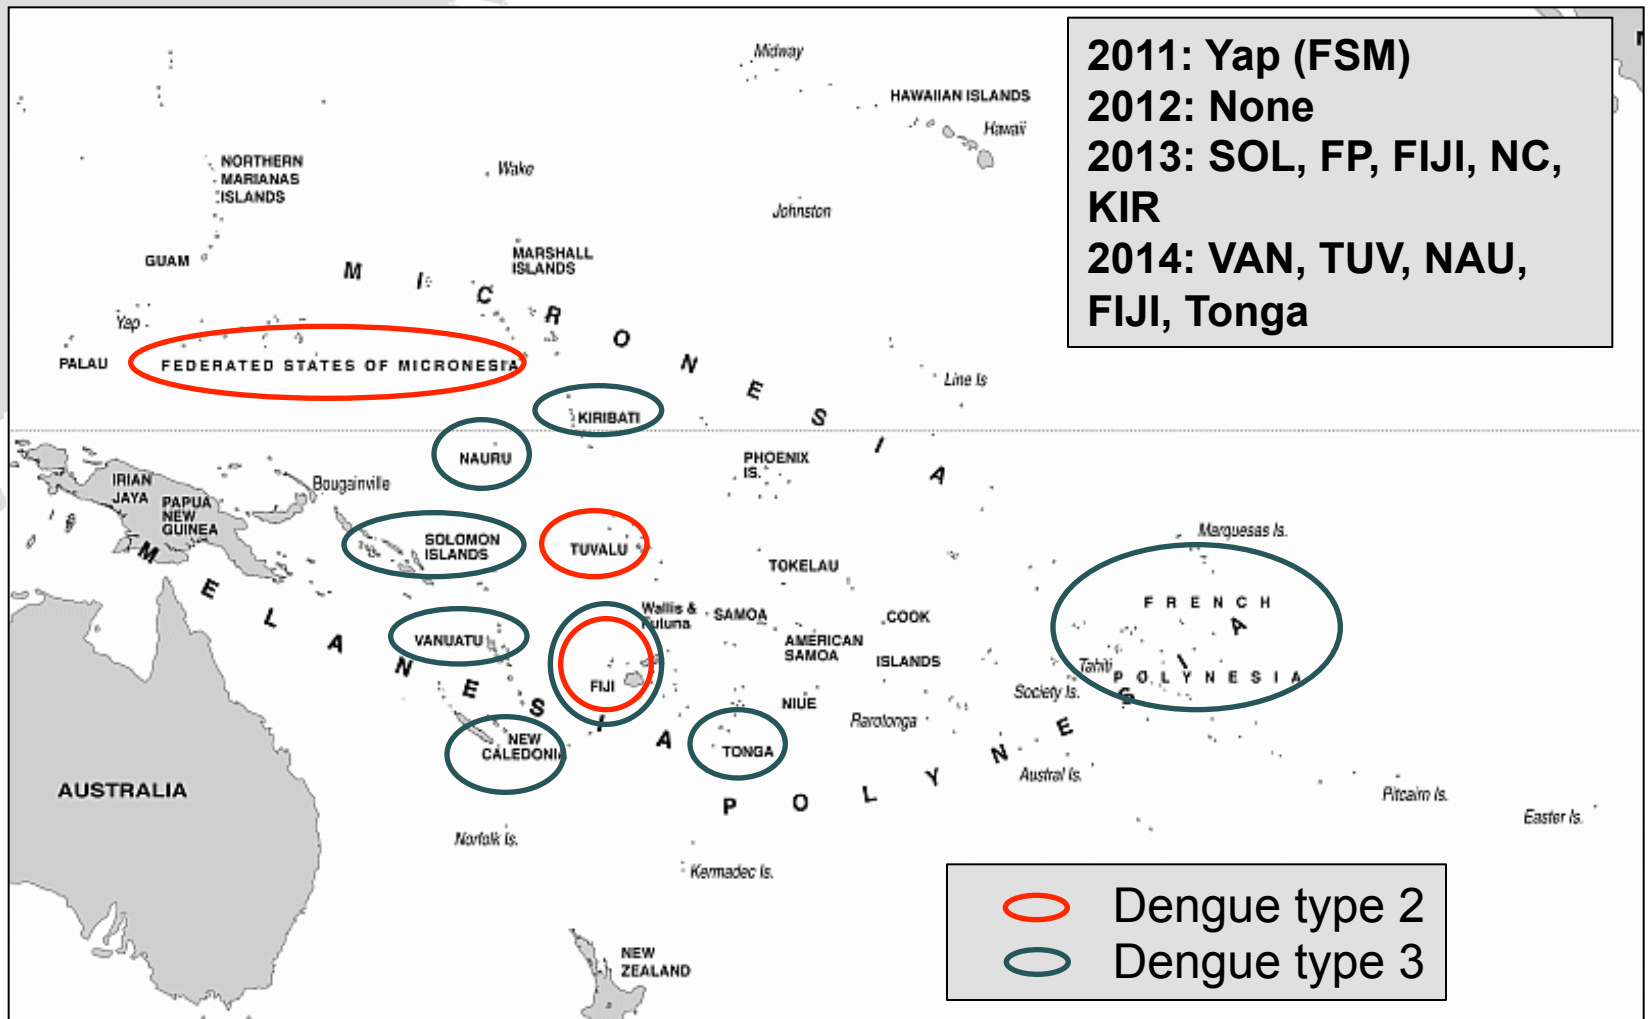 2011: Yap (FSM)
2012: None
2013: SOL, FP, FIJI, NC,
KIR
2014: VAN, TUV, NAU,
FIJI, Tonga
Midway
HAWAIIAN ISLANDS
Hawaii
NORTHERN
MARIANAS
ISLANDS
Wake
Johnston
GUAM
MARSHALL
ISLANDS
MICRONESIA
Yap
PALAU
FEDERATED STATES OF MICRONESIA
Line Is
KIRIBATI
NAURU
PHOENIX
IS.
IRIAN
JAYA
PAPUA
NEW
GUINEA
Bougainville
SOLOMON
ISLANDS
TUVALU
TOKELAU
Marquesas Is.
MELANESIA
FRENCH
POLYNESIA
Wallis &
Futuna
SAMOA
COOK
ISLANDS
AMERICAN
SAMOA
VANUATU
FIJI
Tahiti
Society Is.
NIUE
Rarotonga
NEW
CALEDONIA
TONGA
Austral Is.
POLYNESIA
AUSTRALIA
Pitcairn Is.
Easter Is.
Norfolk Is.
Kermadec Is.
NEW
ZEALAND
Dengue type 2
Dengue type 3